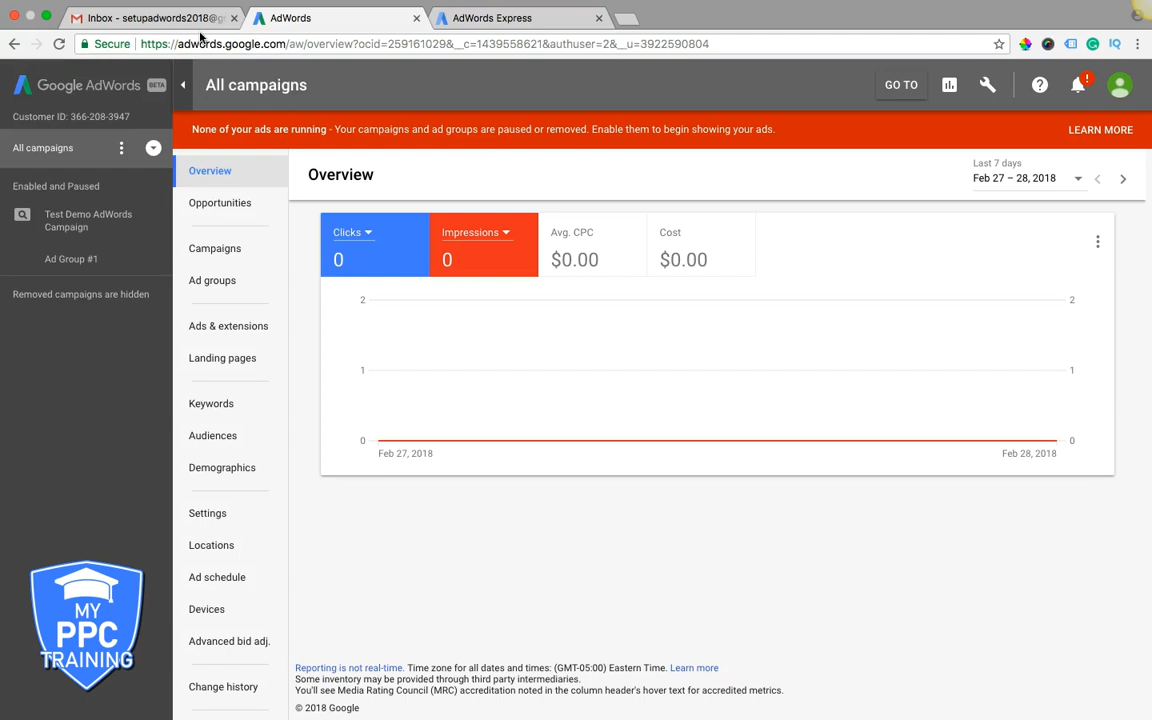 Inbox - setupadwords2018@g
AdWords
AdWords Express
Secure
https://adwords.google.com/aw/overview?ocid=259161029&__c=1439558621&authuser=2&__u=3922590804
IQ
Google AdWords BETA
All campaigns
GO TO
!
Customer ID: 366-208-3947
None of your ads are running - Your campaigns and ad groups are paused or removed. Enable them to begin showing your ads.
LEARN MORE
All campaigns
Enabled and Paused
Test Demo AdWords
Campaign
Ad Group #1
Removed campaigns are hidden
Overview
Opportunities
Campaigns
Ad groups
Ads & extensions
Landing pages
Keywords
Audiences
Demographics
Settings
Locations
Ad schedule
Devices
Advanced bid adj.
Change history
Overview
Last 7 days
Feb 27 – 28, 2018
Clicks
0
Impressions
0
Avg. CPC
$0.00
Cost
$0.00
2 2
1 1
0 0
Feb 27, 2018 Feb 28, 2018
MY
PPC
TRAINING
Reporting is not real-time. Time zone for all dates and times: (GMT-05:00) Eastern Time. Learn more
Some inventory may be provided through third party intermediaries.
You'll see Media Rating Council (MRC) accreditation noted in the column header's hover text for accredited metrics.
© 2018 Google